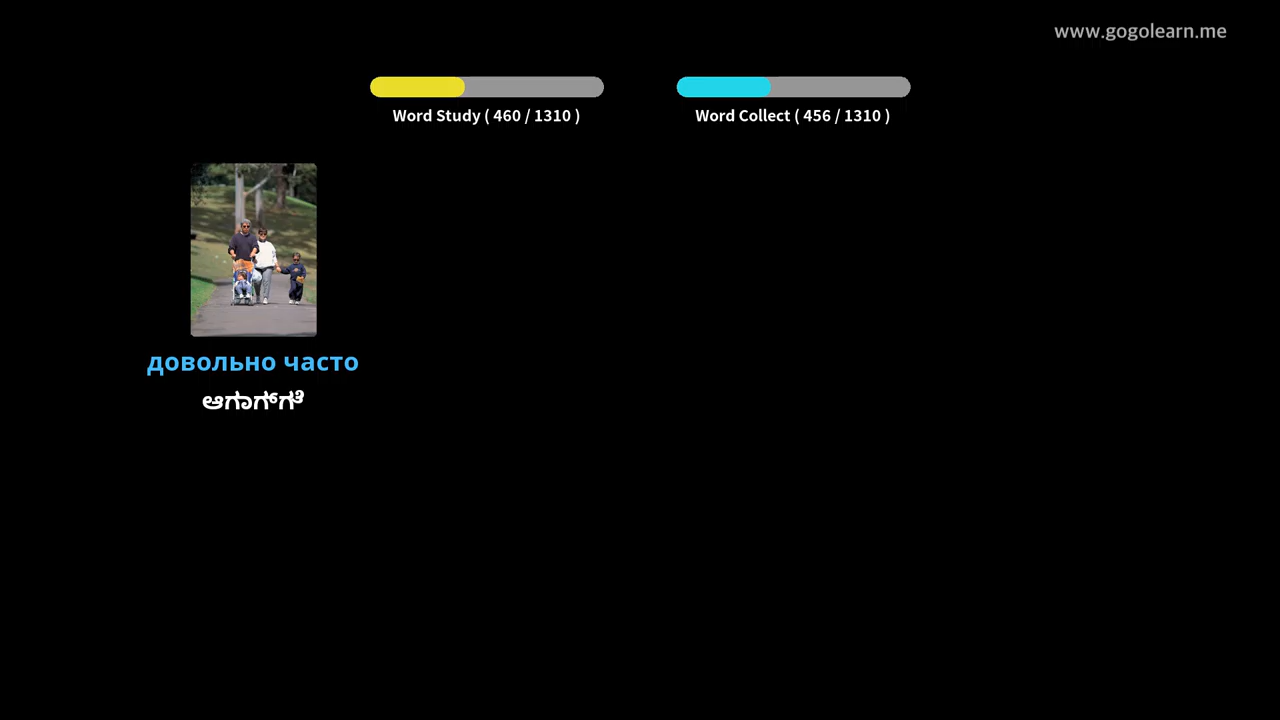 www.gogolearn.me
Word Study ( 460 / 1310 )
Word Collect ( 456 / 1310 )
довольно часто
ಆಗಾಗ್ಗೆ